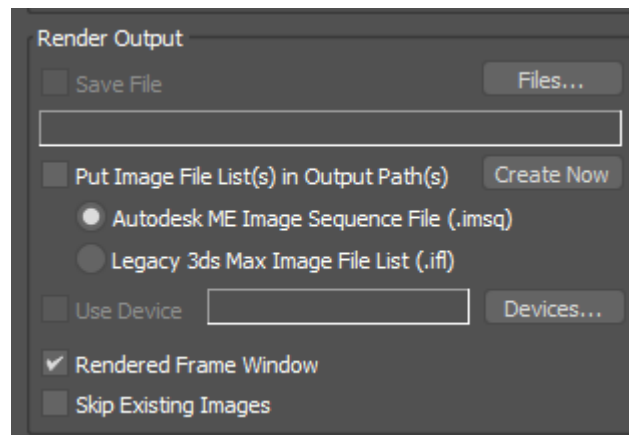 Render Output
Save File
Files...
Put Image File List(s) in Output Path(s)
Create Now
Autodesk ME Image Sequence File (.imsq)
Legacy 3ds Max Image File List (.ifl)
Use Device
Devices...
Rendered Frame Window
Skip Existing Images